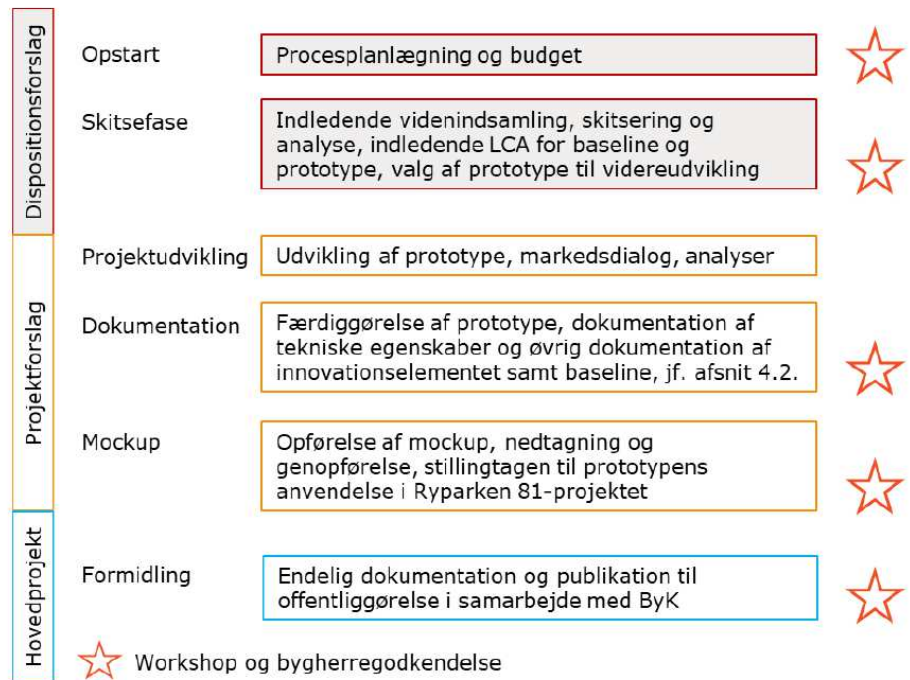 Dispositionsforslag
Opstart
Procesplanlægning og budget
Skitsefase
Indledende videnindsamling, skitsering og
analyse, indledende LCA for baseline og
prototype, valg af prototype til videreudvikling
Projektforslag
Projektudvikling
Udvikling af prototype, markedsdialog, analyser
Dokumentation
Færdiggørelse af prototype, dokumentation af
tekniske egenskaber og øvrig dokumentation af
innovationselementet samt baseline, jf. afsnit 4.2.
Mockup
Opførelse af mockup, nedtagning og
genopførelse, stillingtagen til prototypens
anvendelse i Ryparken 81-projektet
Hovedprojekt
Formidling
Endelig dokumentation og publikation til
offentliggørelse i samarbejde med ByK
Workshop og bygherregodkendelse